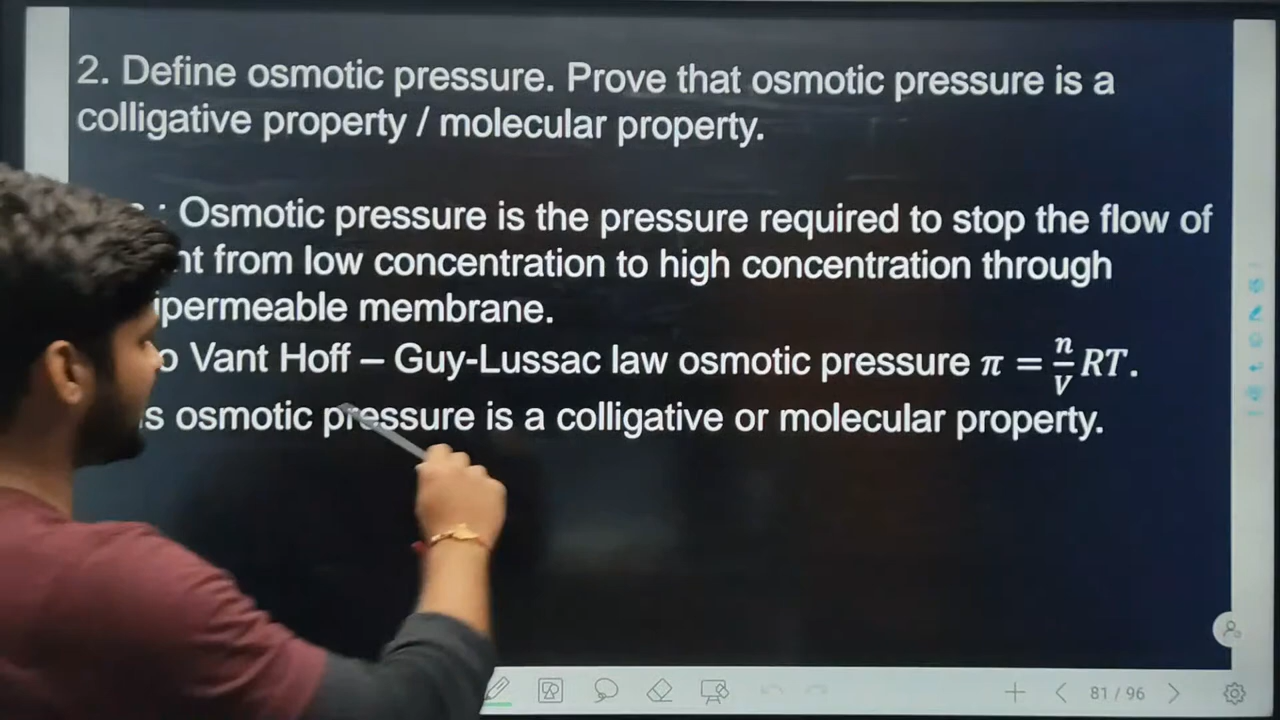 2. Define osmotic pressure. Prove that osmotic pressure is a
colligative property / molecular property.
: Osmotic pressure is the pressure required to stop the flow of
from low concentration to high concentration through
ipermeable membrane.
Vant Hoff – Guy-Lussac law osmotic pressure π = n/V RT.
osmotic pressure is a colligative or molecular property.
81 / 96